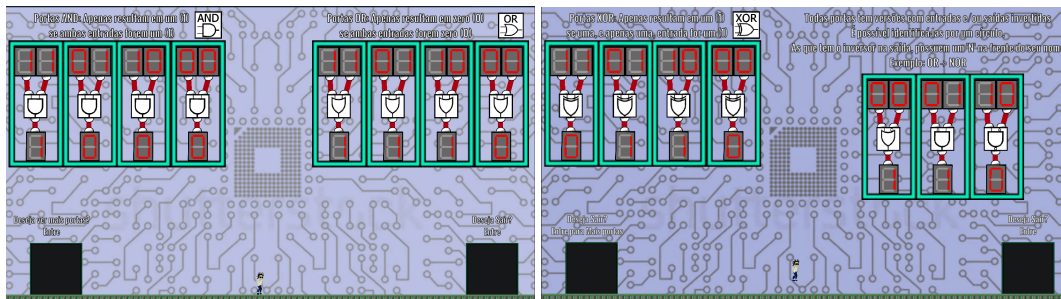 Portas AND: Apenas resultam em um (1)
se ambas entradas forem um (1)
AND
Portas OR: Apenas resultam em zero (0)
se ambas entradas forem zero (0)
OR
Deseja ver mais portas?
Entre
Deseja Sair?
Entre
Portas XOR: Apenas resultam em um (1)
se uma, e apenas uma, entrada for um (1)
XOR
Todas portas tem versões com entradas e/ou saídas invertidas
É possível identificá-las por um círculo.
As que tem o inversor na saída, possuem um 'N' na frente do seu nome
Exemplo: OR -> NOR
Deseja Sair?
Entre para mais portas
Deseja Sair?
Entre